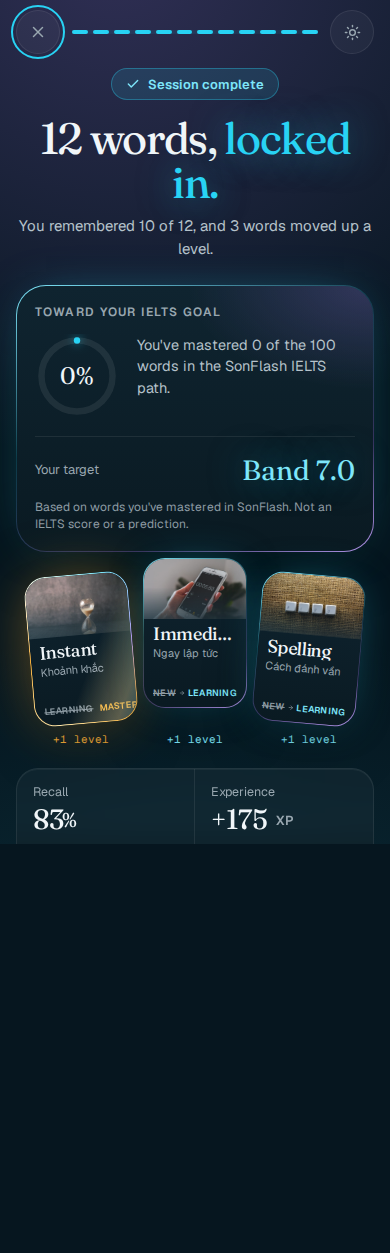 Session complete
12 words, locked
in.
You remembered 10 of 12, and 3 words moved up a
level.
TOWARD YOUR IELTS GOAL
0%
You've mastered 0 of the 100
words in the SonFlash IELTS
path.
Your target
Band 7.0
Based on words you've mastered in SonFlash. Not an
IELTS score or a prediction.
Instant
Khoảnh khắc
LEARNING MASTER
+1 level
Immedi...
Ngay lập tức
NEW → LEARNING
+1 level
Spelling
Cách đánh vần
NEW → LEARNING
+1 level
Recall
83%
Experience
+175 XP